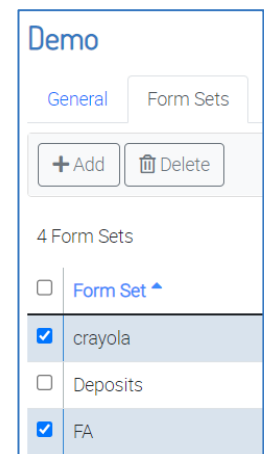 Demo
General Form Sets
+ Add Delete
4 Form Sets
Form Set
crayola
Deposits
FA